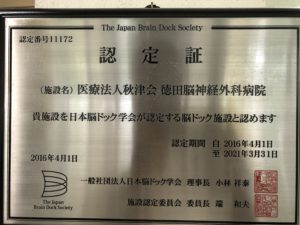 The Japan Brain Dock Society
認定番号11172
認定証
(施設名) 医療法人秋津会 徳田脳神経外科病院
貴施設を日本脳ドック学会が認定する脳ドック施設と認めます
認定期間 自 2016年4月1日
至 2021年3月31日
2016年4月1日
一般社団法人日本脳ドック学会 理事長 小林 祥泰
施設認定委員会 委員長 端 和夫
The Japan
Brain Dock Society